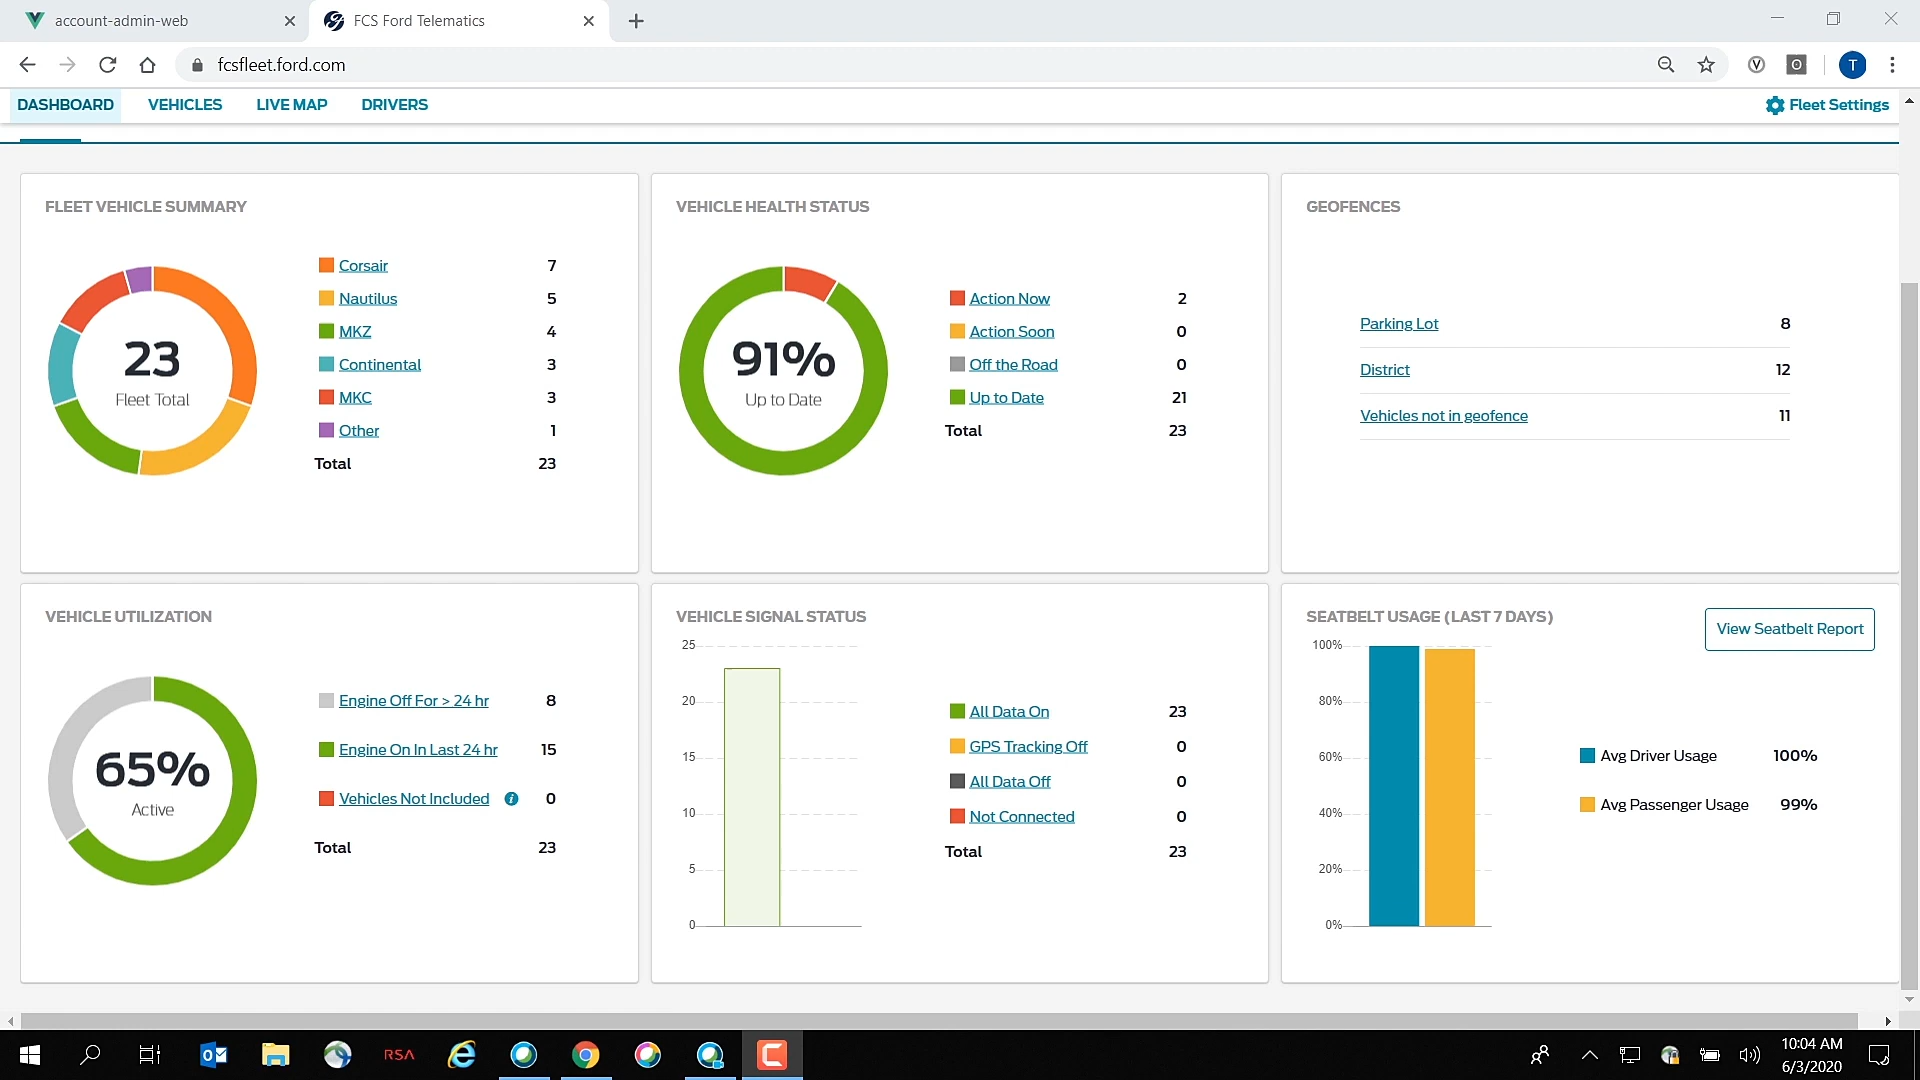 account-admin-web
FCS Ford Telematics
fcsfleet.ford.com
T
DASHBOARD VEHICLES LIVE MAP DRIVERS Fleet Settings
FLEET VEHICLE SUMMARY
23
Fleet Total
Corsair 7
Nautilus 5
MKZ 4
Continental 3
MKC 3
Other 1
Total 23
VEHICLE HEALTH STATUS
91%
Up to Date
Action Now 2
Action Soon 0
Off the Road 0
Up to Date 21
Total 23
GEOFENCES
Parking Lot 8
District 12
Vehicles not in geofence 11
VEHICLE UTILIZATION
65%
Active
Engine Off For > 24 hr 8
Engine On In Last 24 hr 15
Vehicles Not Included i 0
Total 23
VEHICLE SIGNAL STATUS
25
20
15
10
5
0
All Data On 23
GPS Tracking Off 0
All Data Off 0
Not Connected 0
Total 23
SEATBELT USAGE (LAST 7 DAYS)
View Seatbelt Report
100%
80%
60%
40%
20%
0%
Avg Driver Usage 100%
Avg Passenger Usage 99%
RSA
10:04 AM
6/3/2020